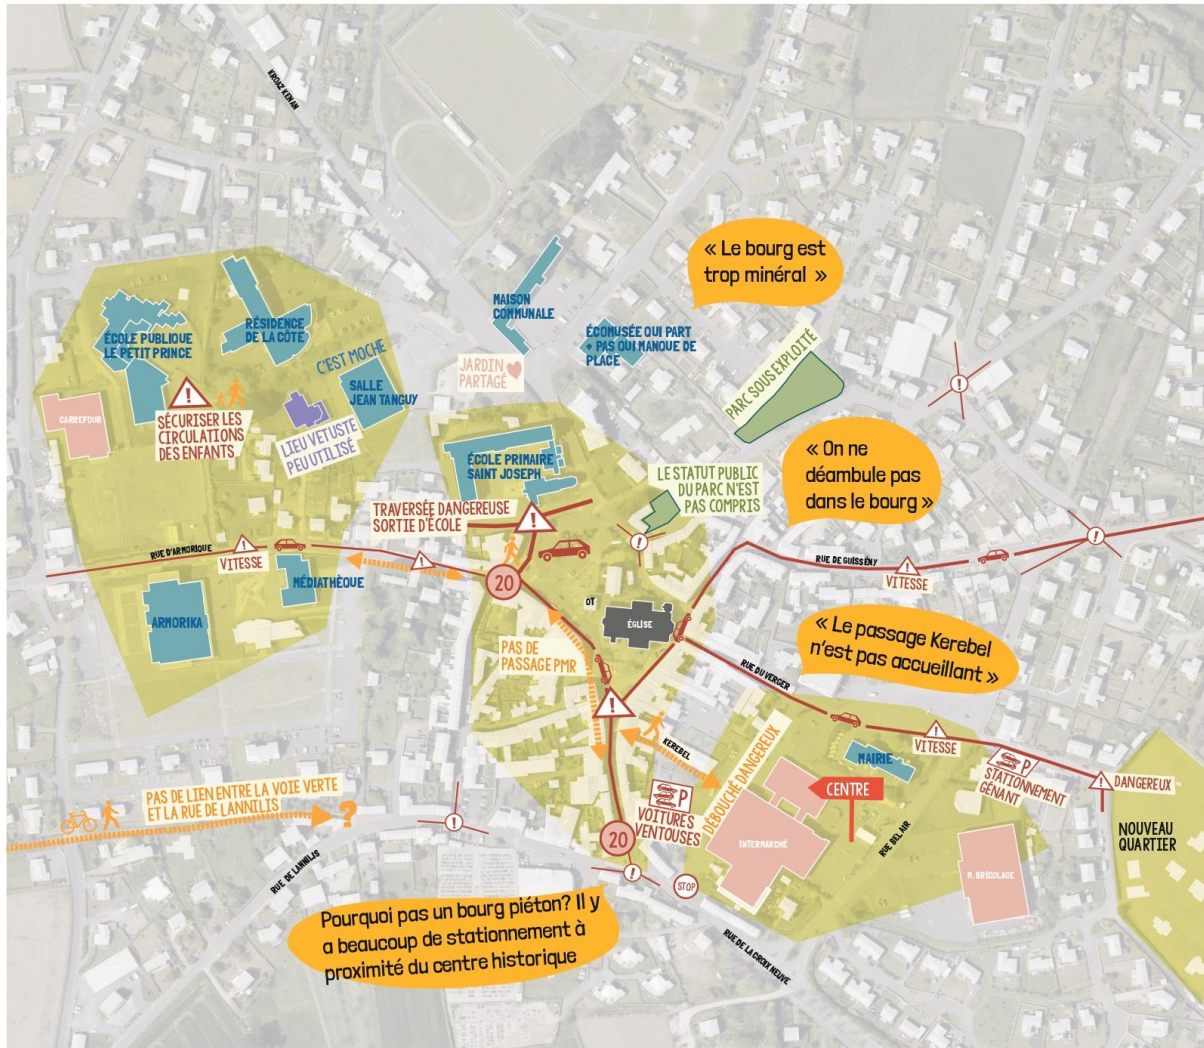 KROAZ KENAN
« Le bourg est
trop minéral »
MAISON
COMMUNALE
RÉSIDENCE
DE LA CÔTE
ÉCOLE PUBLIQUE
LE PETIT PRINCE
ÉCOMUSÉE QUI PART
+ PAS QUI MANQUE DE
PLACE
C'EST MOCHE
JARDIN
PARTAGÉ
PARC SOUS EXPLOITÉ
SALLE
JEAN TANGUY
CARREFOUR
!
SÉCURISER LES
CIRCULATIONS
DES ENFANTS
LIEU VETUSTE
PEU UTILISÉ
!
« On ne
déambule pas
dans le bourg »
ÉCOLE PRIMAIRE
SAINT JOSEPH
LE STATUT PUBLIC
DU PARC N'EST
PAS COMPRIS
TRAVERSÉE DANGEREUSE
SORTIE D'ÉCOLE
!
!
!
RUE D'ARMORIQUE
!
VITESSE
!
20
RUE DE GUISSÉNY
!
VITESSE
MÉDIATHÈQUE
ARMORIKA
OT
ÉGLISE
« Le passage Kerebel
n'est pas accueillant »
PAS DE
PASSAGE PMR
RUE DU VERGER
!
KEREBEL
!
VITESSE
MAIRIE
P
STATIONNEMENT
GÉNANT
!
DANGEREUX
DÉBOUCHÉ DANGEREUX
CENTRE
PAS DE LIEN ENTRE LA VOIE VERTE
ET LA RUE DE LANNILIS
?
!
P
VOITURES
VENTOUSES
20
INTERMARCHÉ
RUE BEL AIR
NOUVEAU
QUARTIER
M. BRICOLAGE
RUE DE LANNILIS
!
STOP
Pourquoi pas un bourg piéton? Il y
a beaucoup de stationnement à
proximité du centre historique
RUE DE LA CROIX NEUVE